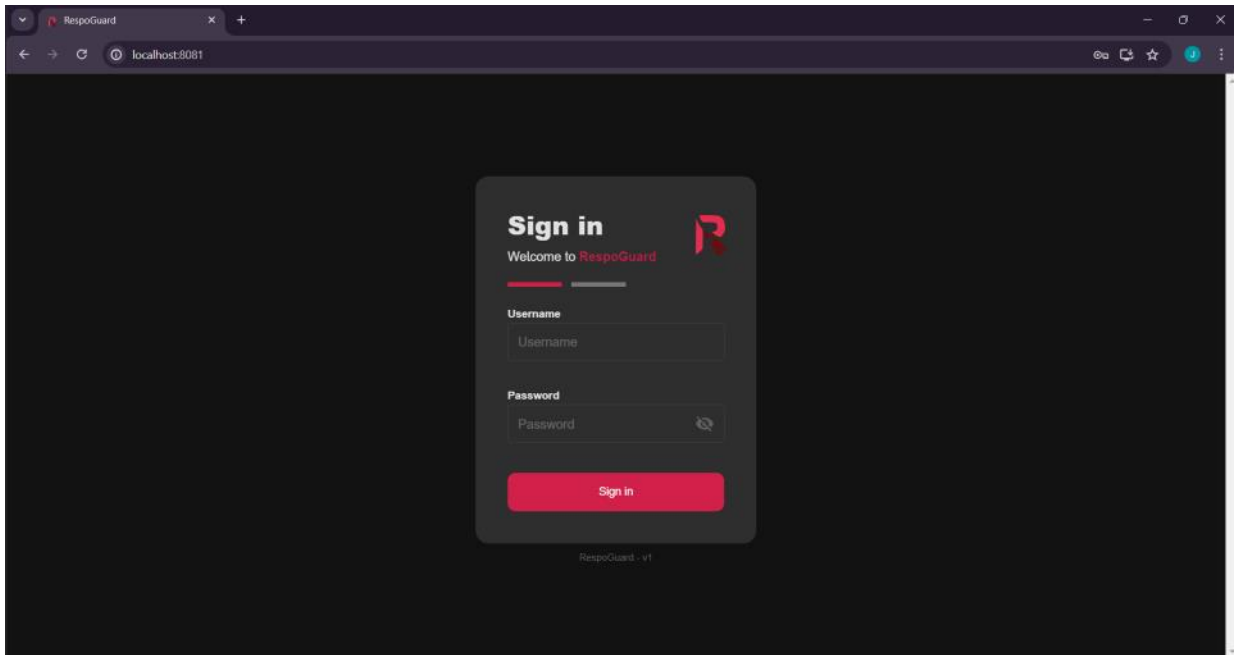 RespoGuard
localhost:8081
J
Sign in
R
Welcome to RespoGuard
Username
Username
Password
Password
Sign in
RespoGuard - v1